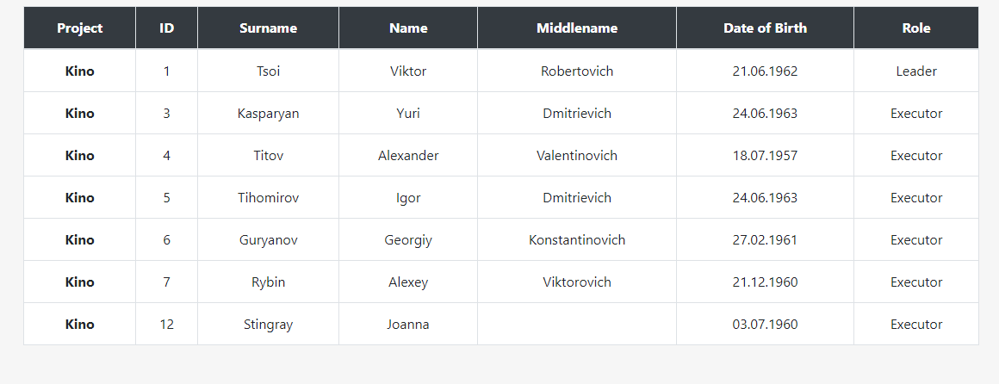 Project ID Surname Name Middlename Date of Birth Role
Kino 1 Tsoi Viktor Robertovich 21.06.1962 Leader
Kino 3 Kasparyan Yuri Dmitrievich 24.06.1963 Executor
Kino 4 Titov Alexander Valentinovich 18.07.1957 Executor
Kino 5 Tihomirov Igor Dmitrievich 24.06.1963 Executor
Kino 6 Guryanov Georgiy Konstantinovich 27.02.1961 Executor
Kino 7 Rybin Alexey Viktorovich 21.12.1960 Executor
Kino 12 Stingray Joanna 03.07.1960 Executor